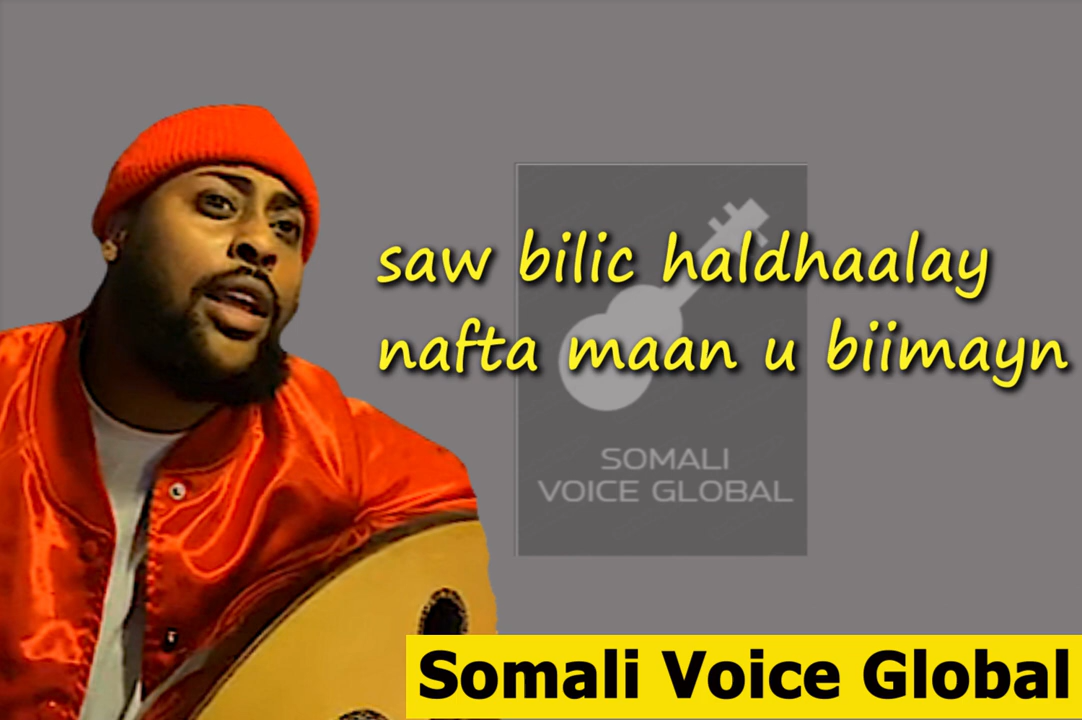 saw bilic haldhaalay
nafta maan u biimayn
SOMALI
VOICE GLOBAL
Somali Voice Global